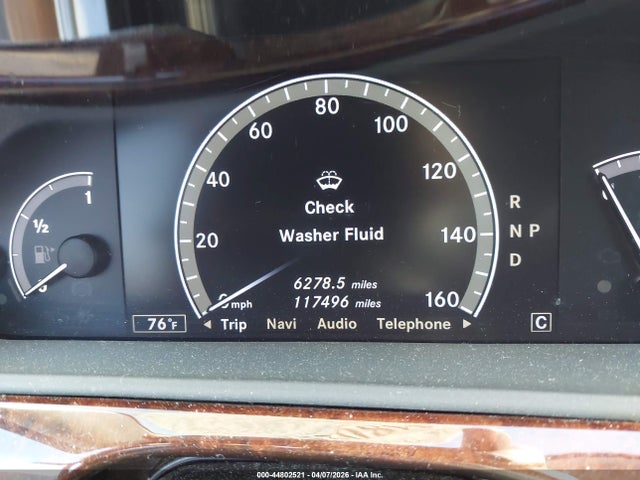 80
60
100
40
120
20
140
0 mph
160
1
½
0
Check
Washer Fluid
6278.5 miles
117496 miles
R
N P
D
76°F
◄ Trip Navi Audio Telephone ►
C
000-44802521 - 04/07/2026 - IAA Inc.